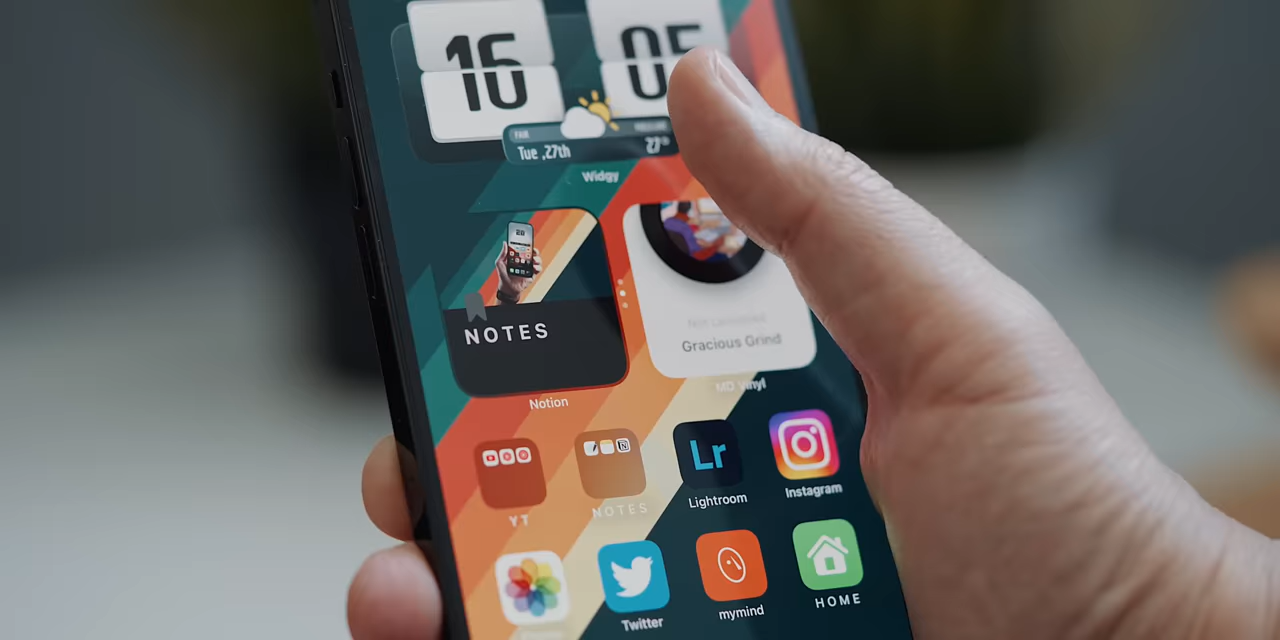 16 05
Tue ,27th 27°
Widgy
NOTES
Gracious Grind
Notion
MD Vinyl
Lr
YT
NOTES
Lightroom
Instagram
Twitter
mymind
HOME